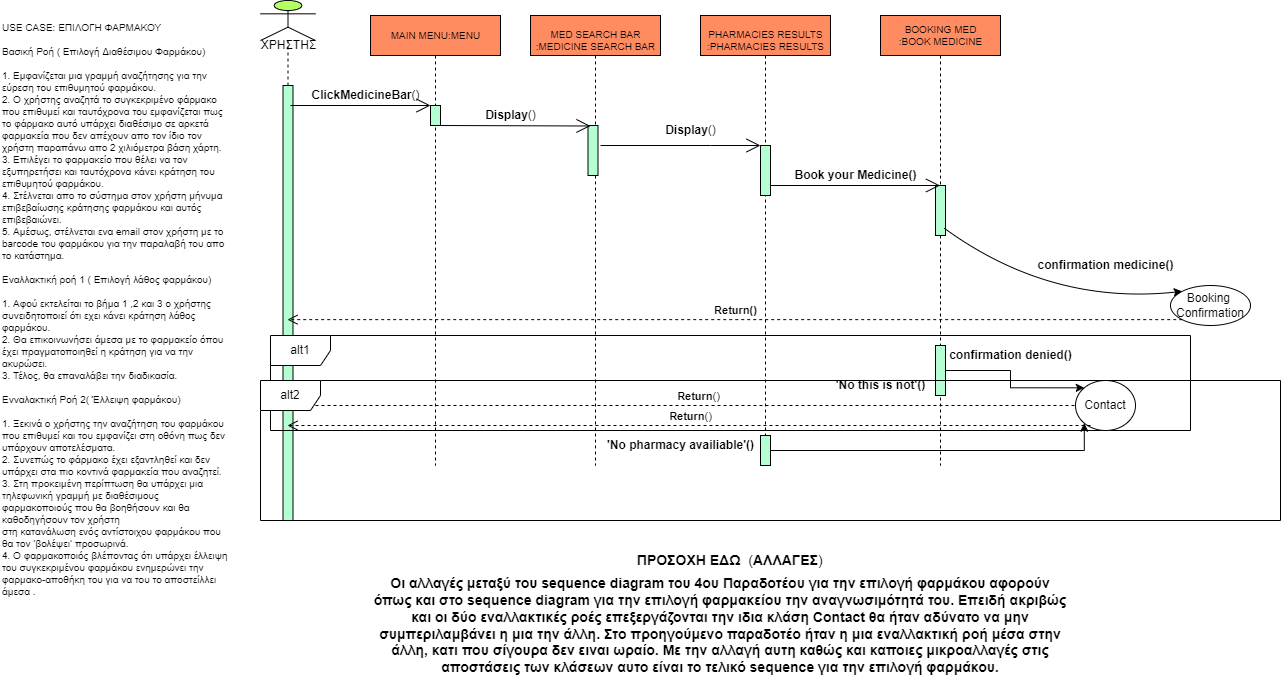 USE CASE: ΕΠΙΛΟΓΗ ΦΑΡΜΑΚΟΥ
Βασική Ροή ( Επιλογή Διαθέσιμου Φαρμάκου)
1. Εμφανίζεται μια γραμμή αναζήτησης για την
εύρεση του επιθυμητού φαρμάκου.
2. Ο χρήστης αναζητά το συγκεκριμένο φάρμακο
που επιθυμεί και ταυτόχρονα του εμφανίζεται πως
το φάρμακο αυτό υπάρχει διαθέσιμο σε αρκετά
φαρμακεία που δεν απέχουν απο τον ίδιο τον
χρήστη παραπάνω απο 2 χιλιόμετρα βάση χάρτη.
3. Επιλέγει το φαρμακείο που θέλει να τον
εξυπηρετήσει και ταυτόχρονα κάνει κράτηση του
επιθυμητού φαρμάκου.
4. Στέλνεται απο το σύστημα στον χρήστη μήνυμα
επιβεβαίωσης κράτησης φαρμάκου και αυτός
επιβεβαιώνει.
5. Αμέσως, στέλνεται ενα email στον χρήστη με το
barcode του φαρμάκου για την παραλαβή του απο
το κατάστημα.
Εναλλακτική ροή 1 ( Επιλογή λάθος φαρμάκου)
1. Αφού εκτελείται το βήμα 1 ,2 και 3 ο χρήστης
συνειδητοποιεί ότι εχει κάνει κράτηση λάθος
φαρμάκου.
2. Θα επικοινωνήσει άμεσα με το φαρμακείο όπου
έχει πραγματοποιηθεί η κράτηση για να την
ακυρώσει.
3. Τέλος, θα επαναλάβει την διαδικασία.
Ενναλακτική Ροή 2( Έλλειψη φαρμάκου)
1. Ξεκινά ο χρήστης την αναζήτηση του φαρμάκου
που επιθυμεί και του εμφανίζει στη οθόνη πως δεν
υπάρχουν αποτελέσματα.
2. Συνεπώς το φάρμακο έχει εξαντληθεί και δεν
υπάρχει στα πιο κοντινά φαρμακεία που αναζητεί.
3. Στη προκειμένη περίπτωση θα υπάρχει μια
τηλεφωνική γραμμή με διαθέσιμους
φαρμακοποιούς που θα βοηθήσουν και θα
καθοδηγήσουν τον χρήστη
στη κατανάλωση ενός αντίστοιχου φαρμάκου που
θα τον 'βολέψει' προσωρινά.
4. Ο φαρμακοποιός βλέποντας ότι υπάρχει έλλειψη
του συγκεκριμένου φαρμάκου ενημερώνει την
φαρμακο-αποθήκη του για να του το αποστείλλει
άμεσα .
ΧΡΗΣΤΗΣ
MAIN MENU:MENU
MED SEARCH BAR
:MEDICINE SEARCH BAR
PHARMACIES RESULTS
:PHARMACIES RESULTS
BOOKING MED
:BOOK MEDICINE
ClickMedicineBar()
Display()
Display()
Book your Medicine()
confirmation medicine()
Booking
Confirmation
Return()
alt1
confirmation denied()
'No this is not'()
alt2
Return()
Contact
Return()
'No pharmacy availiable'()
ΠΡΟΣΟΧΗ ΕΔΩ (ΑΛΛΑΓΕΣ)
Οι αλλαγές μεταξύ του sequence diagram του 4ου Παραδοτέου για την επιλογή φαρμάκου αφορούν
όπως και στο sequence diagram για την επιλογή φαρμακείου την αναγνωσιμότητά του. Επειδή ακριβώς
και οι δύο εναλλακτικές ροές επεξεργάζονται την ιδια κλάση Contact θα ήταν αδύνατο να μην
συμπεριλαμβάνει η μια την άλλη. Στο προηγούμενο παραδοτέο ήταν η μια εναλλακτική ροή μέσα στην
άλλη, κατι που σίγουρα δεν ειναι ωραίο. Με την αλλαγή αυτη καθώς και καποιες μικροαλλαγές στις
αποστάσεις των κλάσεων αυτο είναι το τελικό sequence για την επιλογή φαρμάκου.